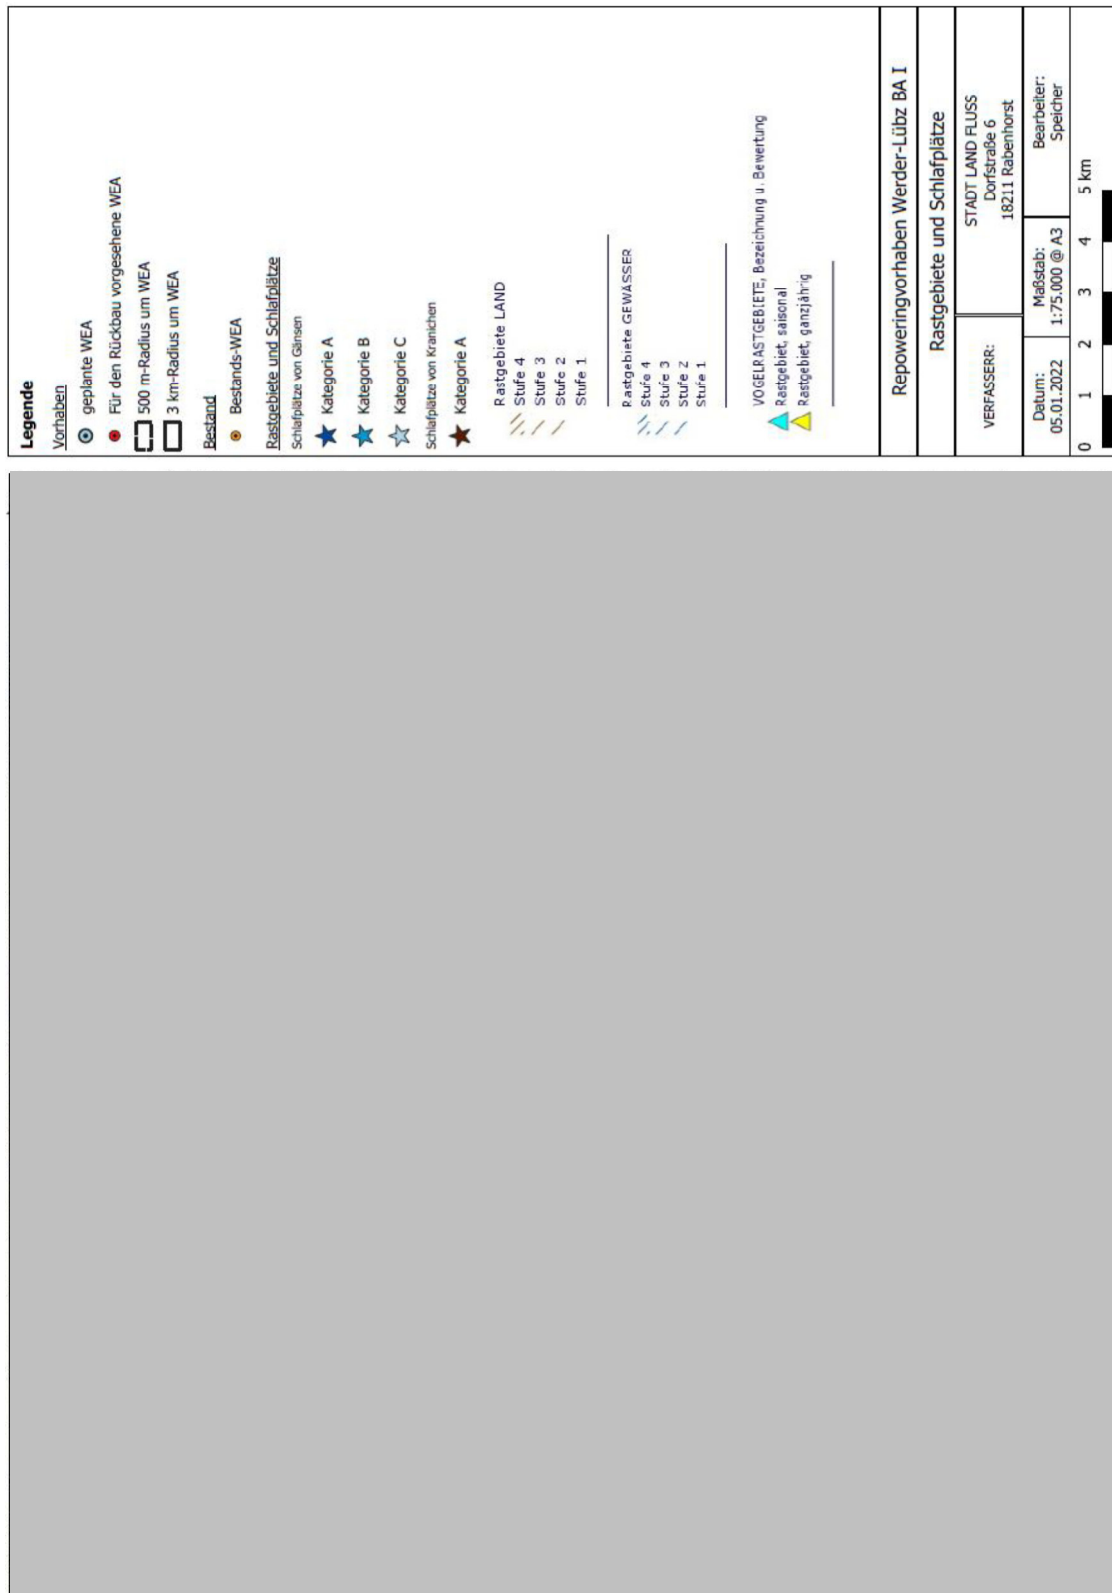 Legende
Vorhaben
geplante WEA
Für den Rückbau vorgesehene WEA
500 m-Radius um WEA
3 km-Radius um WEA
Bestand
Bestands-WEA
Rastgebiete und Schlafplätze
Schlafplätze von Gänsen
Kategorie A
Kategorie B
Kategorie C
Schlafplätze von Kranichen
Kategorie A
Rastgebiete LAND
Stufe 4
Stufe 3
Stufe 2
Stufe 1
Rastgebiete GEWÄSSER
Stufe 4
Stufe 3
Stufe 2
Stufe 1
VOGELRASTGEBIETE, Bezeichnung u. Bewertung
Rastgebiet, saisonal
Rastgebiet, ganzjährig
Repoweringvorhaben Werder-Lübz BA I
Rastgebiete und Schlafplätze
VERFASSERR:
STADT LAND FLUSS
Dorfstraße 6
18211 Rabenhorst
Datum:
05.01.2022
Maßstab:
1:75.000 @ A3
Bearbeiter:
Speicher
0 1 2 3 4 5 km